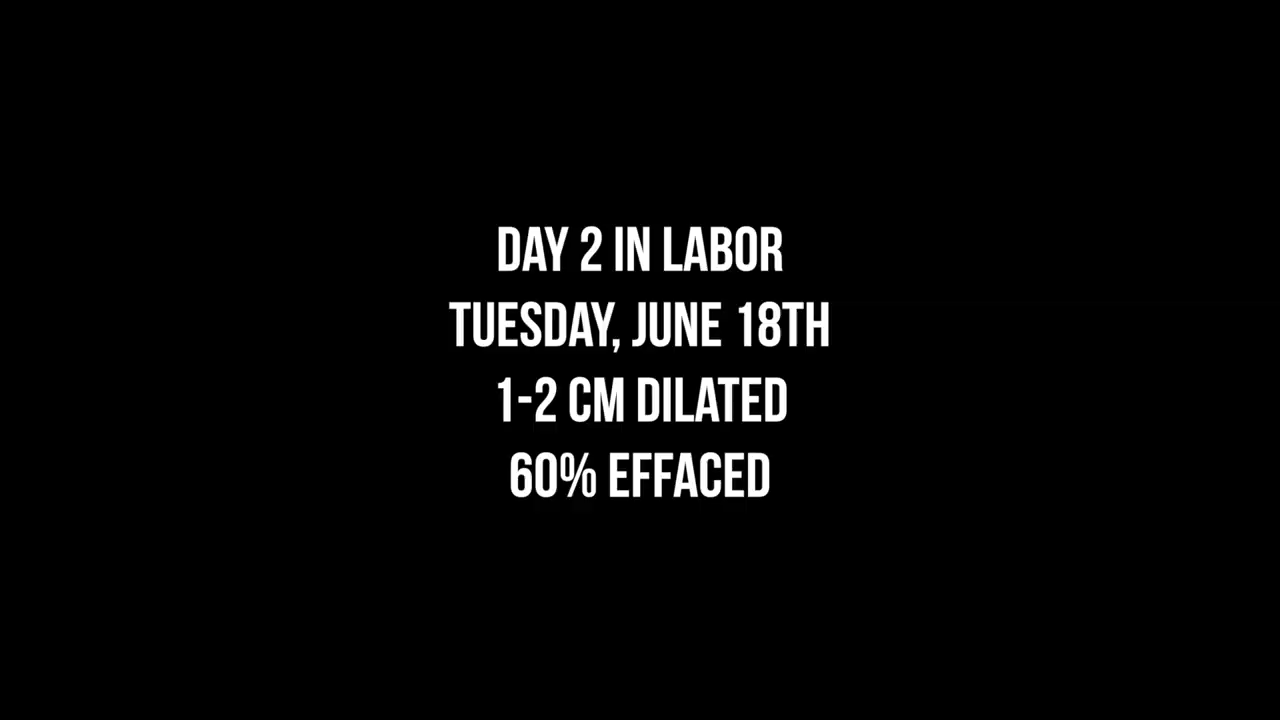 DAY 2 IN LABOR
TUESDAY, JUNE 18TH
1-2 CM DILATED
60% EFFACED